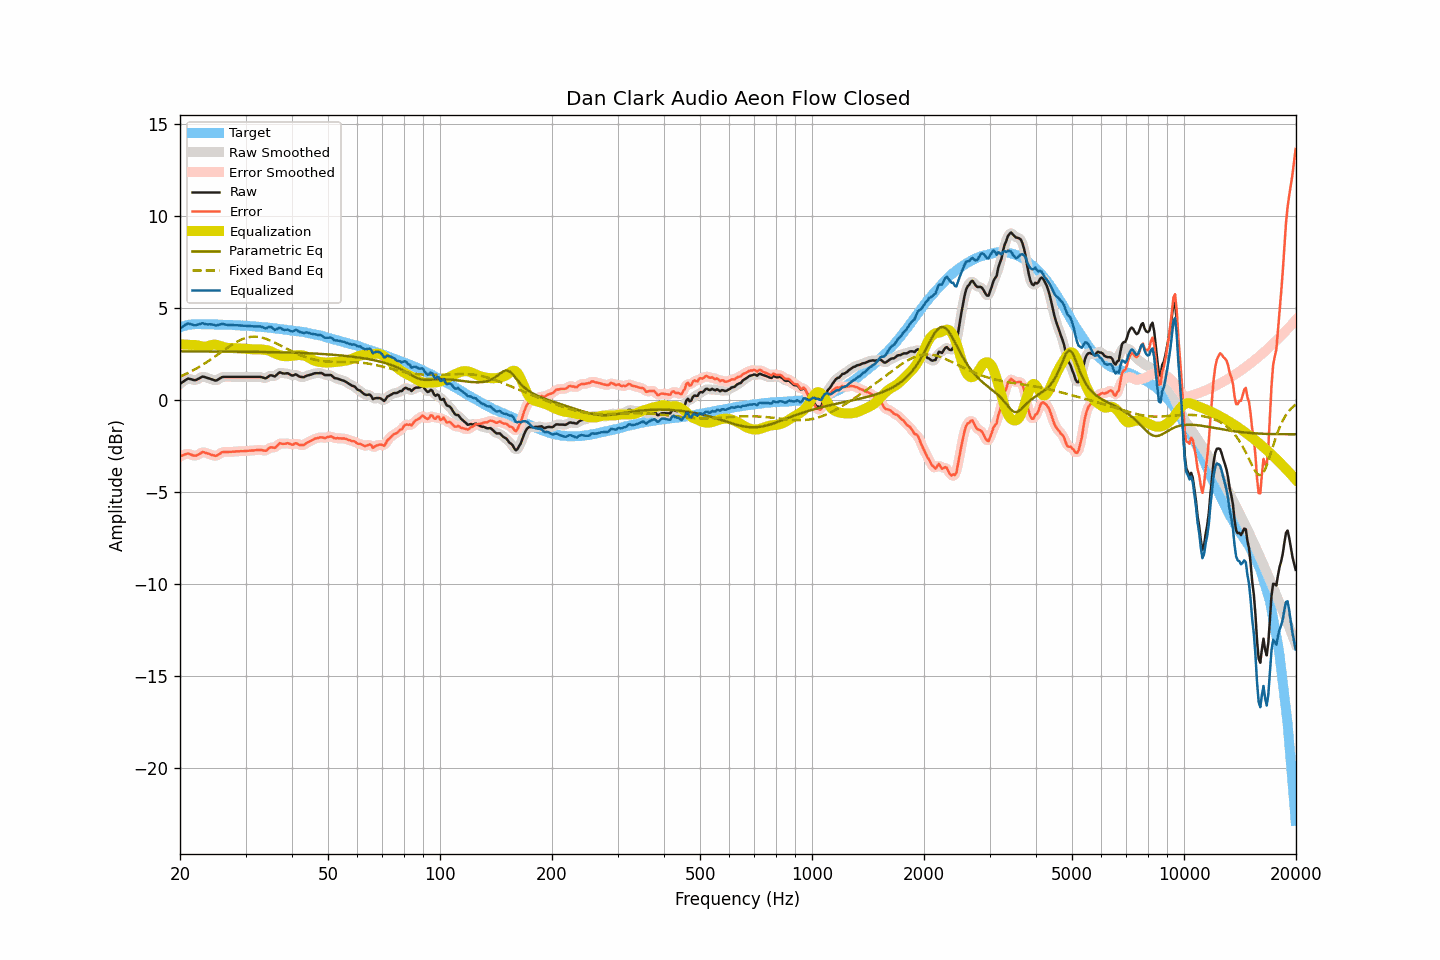 Dan Clark Audio Aeon Flow Closed
15
10
5
0
−5
−10
−15
−20
Amplitude (dBr)
Target
Raw Smoothed
Error Smoothed
Raw
Error
Equalization
Parametric Eq
Fixed Band Eq
Equalized
20 50 100 200 500 1000 2000 5000 10000 20000
Frequency (Hz)